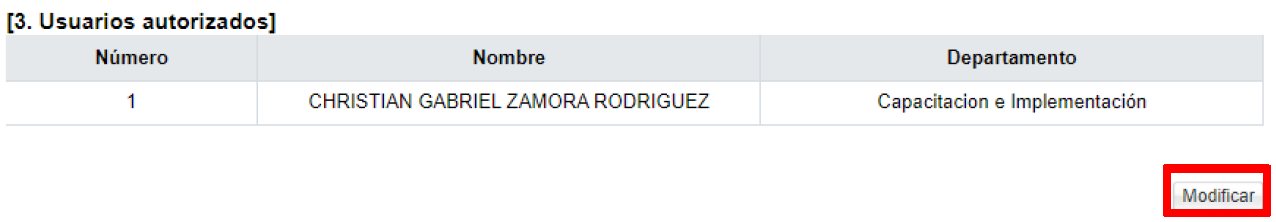 [3. Usuarios autorizados]
Número Nombre Departamento
1 CHRISTIAN GABRIEL ZAMORA RODRIGUEZ Capacitacion e Implementación
Modificar